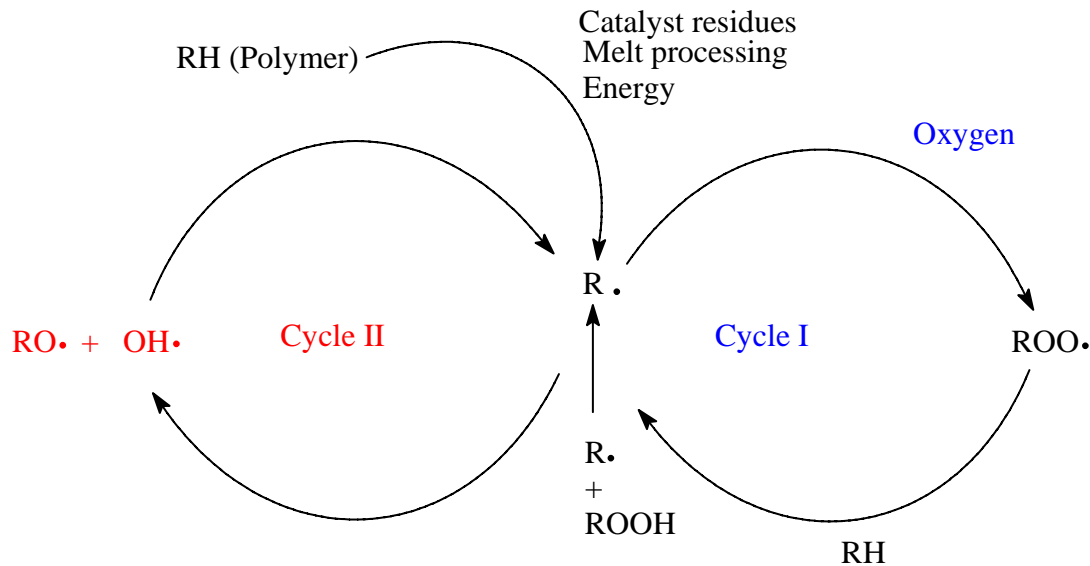 Catalyst residues
RH (Polymer)
Melt processing
Energy
Oxygen
R •
RO• + OH•
Cycle II
Cycle I
ROO•
R•
+
ROOH
RH